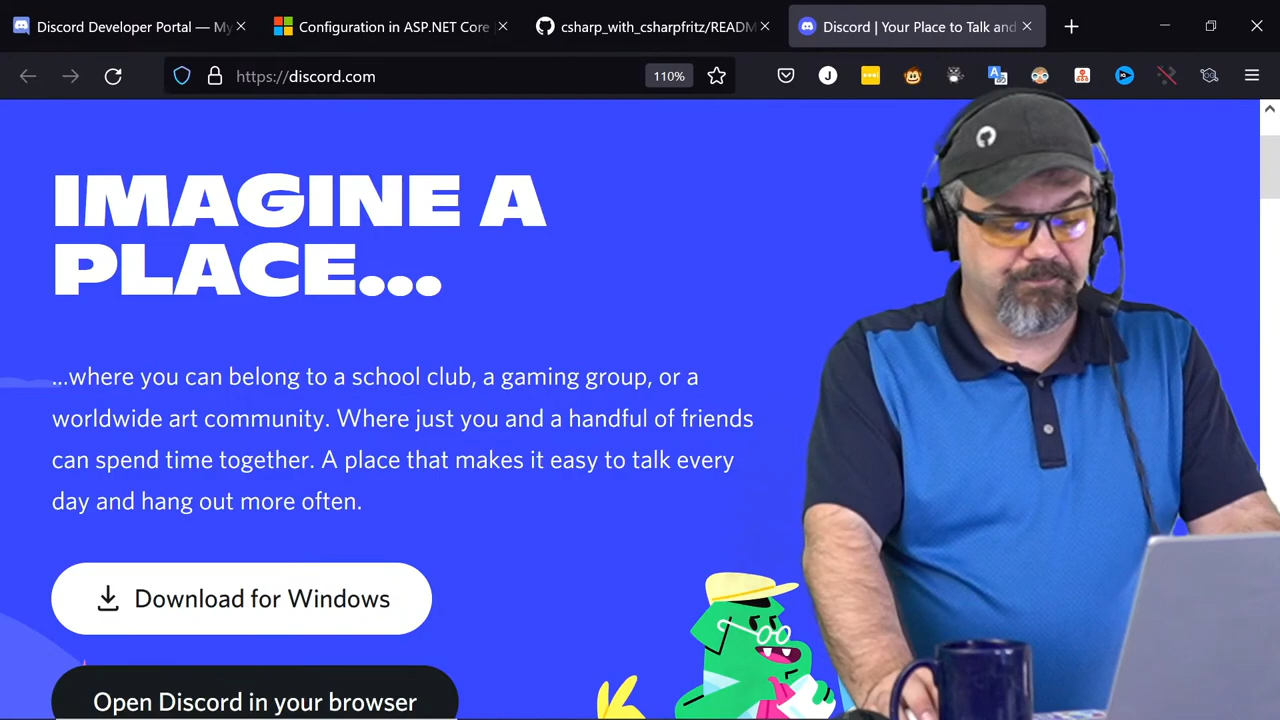 Discord Developer Portal — My
Configuration in ASP.NET Core
csharp_with_csharpfritz/READM
Discord | Your Place to Talk and
https://discord.com
110%
J
IMAGINE A
PLACE...
...where you can belong to a school club, a gaming group, or a
worldwide art community. Where just you and a handful of friends
can spend time together. A place that makes it easy to talk every
day and hang out more often.
Download for Windows
Open Discord in your browser